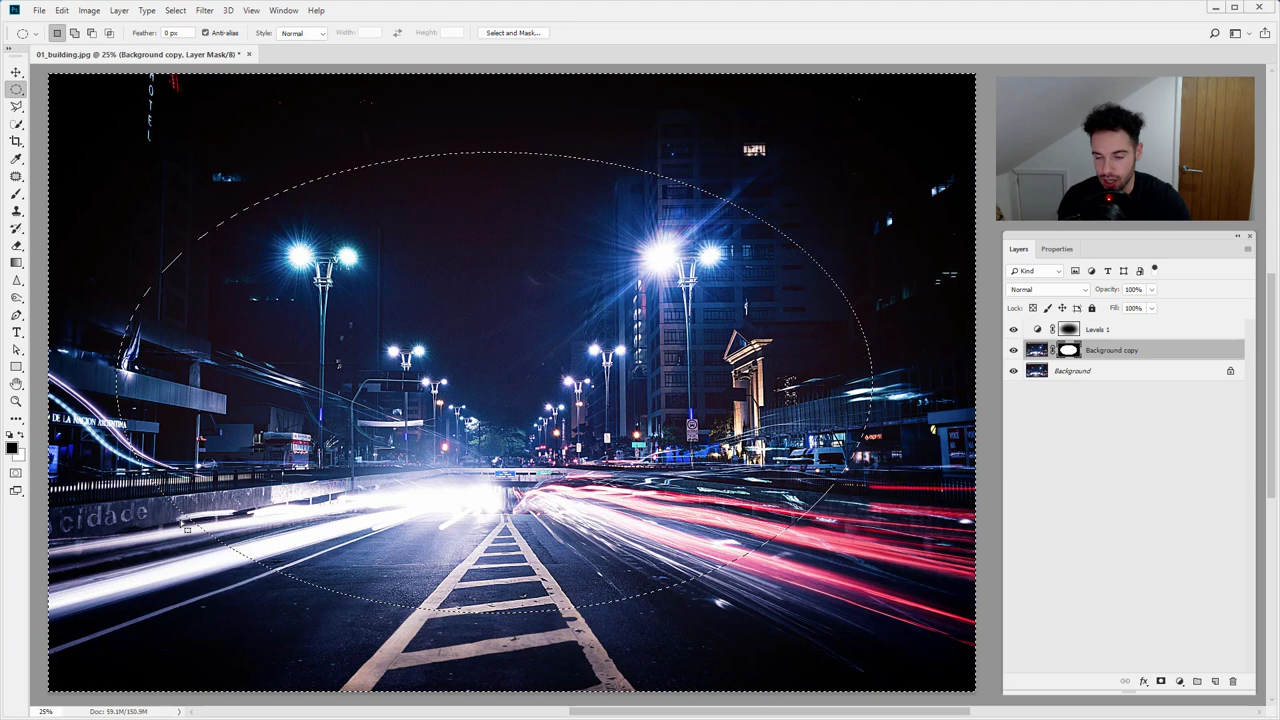 Ps File Edit Image Layer Type Select Filter 3D View Window Help
Feather: 0 px Anti-alias Style: Normal Width: Height: Select and Mask...
01_building.jpg @ 25% (Background copy, Layer Mask/8) * ×
Layers Properties
Kind
Normal Opacity: 100%
Lock: Fill: 100%
Levels 1
Background copy
Background
DE LA NACION ARGENTINA
cidade
fx
25% Doc: 59.1M/150.9M